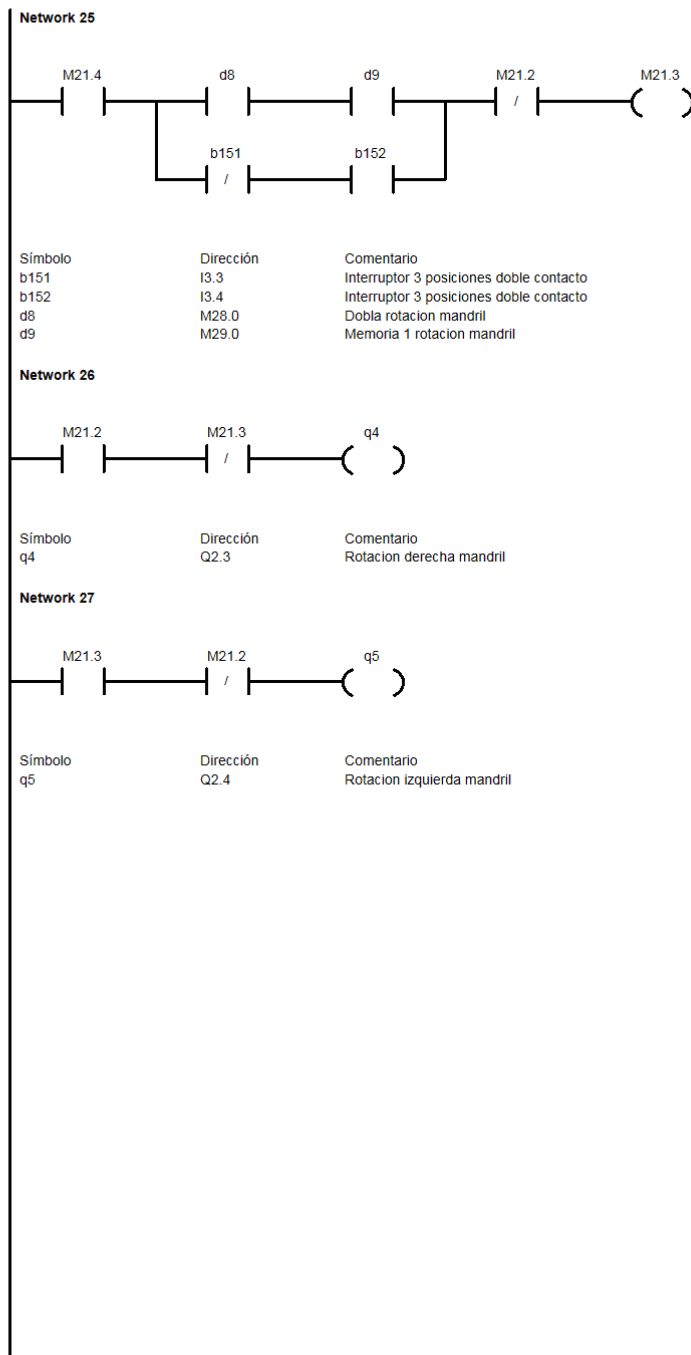 Network 25
M21.4 d8 d9 M21.2 M21.3
/
b151 b152
/
Símbolo Dirección Comentario
b151 I3.3 Interruptor 3 posiciones doble contacto
b152 I3.4 Interruptor 3 posiciones doble contacto
d8 M28.0 Dobla rotacion mandril
d9 M29.0 Memoria 1 rotacion mandril
Network 26
M21.2 M21.3 q4
/
Símbolo Dirección Comentario
q4 Q2.3 Rotacion derecha mandril
Network 27
M21.3 M21.2 q5
/
Símbolo Dirección Comentario
q5 Q2.4 Rotacion izquierda mandril